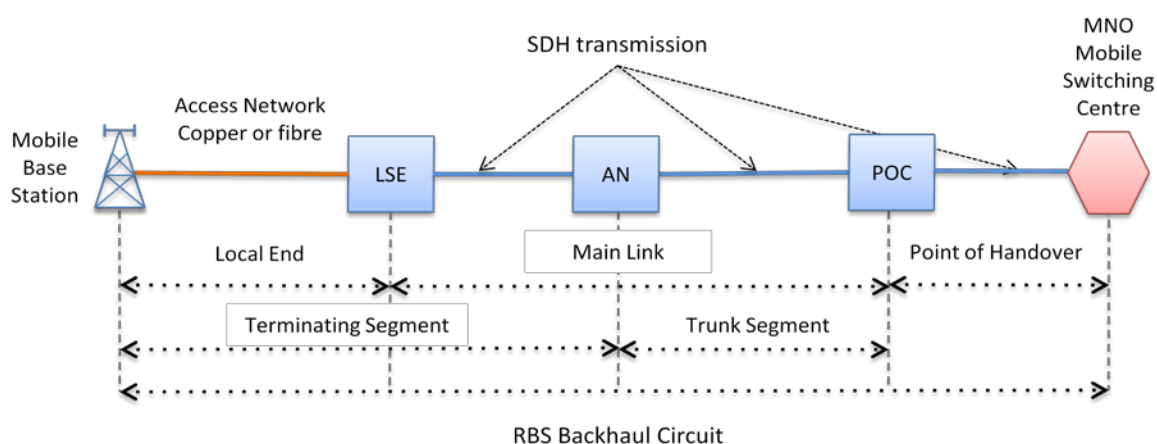 MNO
Mobile
Switching
Centre
SDH transmission
Access Network
Copper or fibre
Mobile
Base
Station
LSE
AN
POC
Local End
Main Link
Point of Handover
Terminating Segment
Trunk Segment
RBS Backhaul Circuit